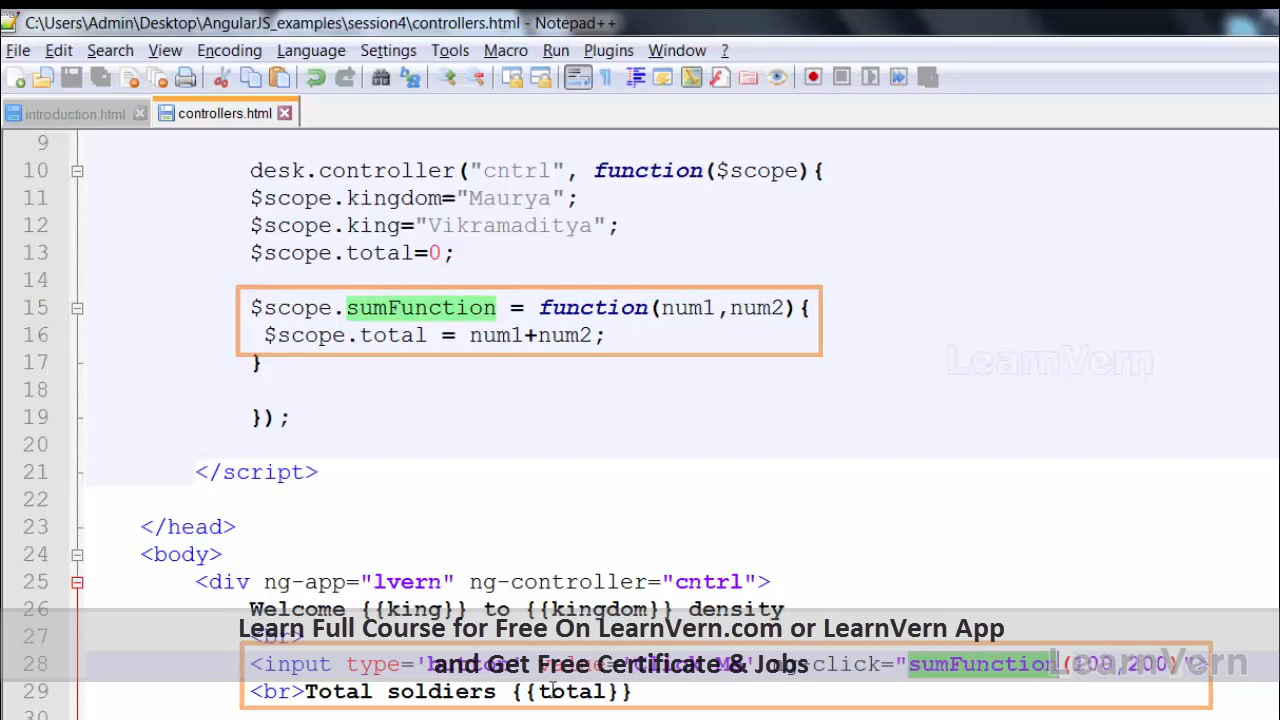 C:\Users\Admin\Desktop\AngularJS_examples\session4\controllers.html - Notepad++
File Edit Search View Encoding Language Settings Tools Macro Run Plugins Window ?
introduction.html controllers.html
9
10 desk.controller("cntrl", function($scope){
11 $scope.kingdom="Maurya";
12 $scope.king="Vikramaditya";
13 $scope.total=0;
14
15 $scope.sumFunction = function(num1,num2){
16 $scope.total = num1+num2;
17 }
LearnVern
18
19 });
20
21 </script>
22
23 </head>
24 <body>
25 <div ng-app="lvern" ng-controller="cntrl">
26 Welcome {{king}} to {{kingdom}} density
27 <br>
Learn Full Course for Free On LearnVern.com or LearnVern App
28 <input type='button' sumFunction(100,200)
and Get Free Certificate & Jobs
LearnVern
29 <br>Total soldiers {{total}}
30